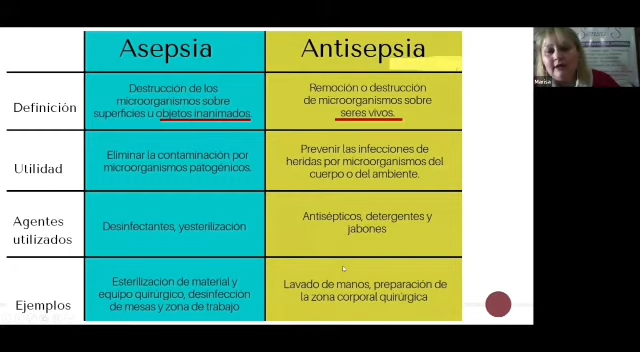 Asepsia
Antisepsia
Definición
Destrucción de los
microorganismos sobre
superficies u objetos inanimados.
Remoción o destrucción
de microorganismos sobre
seres vivos.
Utilidad
Eliminar la contaminación por
microorganismos patogénicos.
Prevenir las infecciones de
heridas por microorganismos del
cuerpo o del ambiente.
Agentes
utilizados
Desinfectantes, yesterilización
Antisépticos, detergentes y
jabones
Ejemplos
Esterilizacion de material y
equipo quirúrgico, desinfección
de mesas y zona de trabajo
Lavado de manos, preparación de
la zona corporal quirúrgica
Marisa